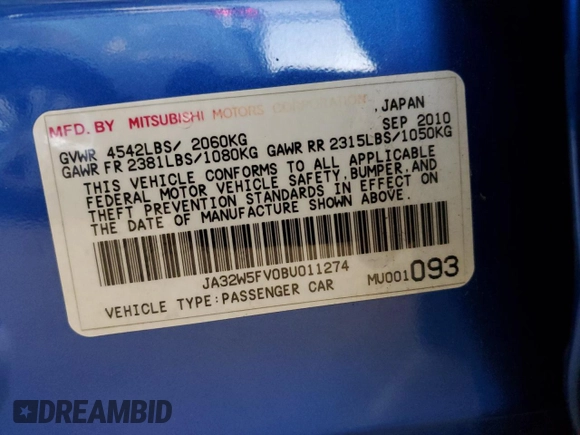 MFD. BY MITSUBISHI MOTORS CORPORATION, JAPAN
SEP 2010
GVWR 4542LBS/ 2060KG
GAWR FR 2381LBS/1080KG GAWR RR 2315LBS/1050KG
THIS VEHICLE CONFORMS TO ALL APPLICABLE
FEDERAL MOTOR VEHICLE SAFETY, BUMPER, AND
THEFT PREVENTION STANDARDS IN EFFECT ON
THE DATE OF MANUFACTURE SHOWN ABOVE.
JA32W5FV0BU011274
VEHICLE TYPE:PASSENGER CAR MU001093
DREAMBID